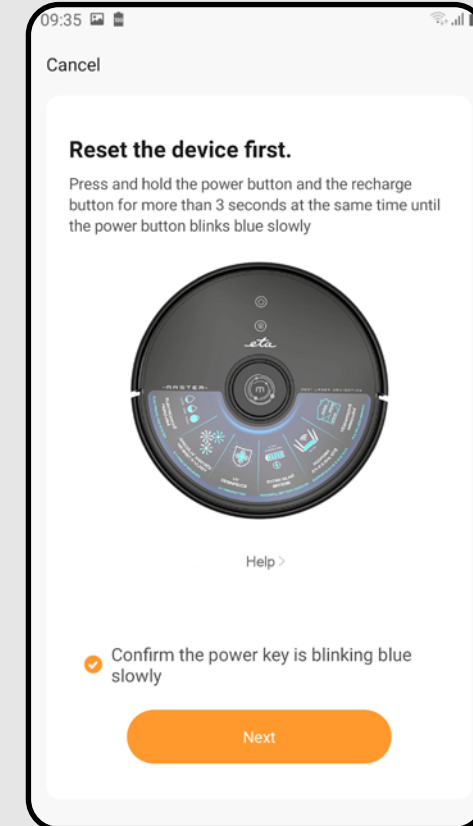 09:35
Cancel
Reset the device first.
Press and hold the power button and the recharge
button for more than 3 seconds at the same time until
the power button blinks blue slowly
eta
-MASTER-
Help >
Confirm the power key is blinking blue
slowly
Next